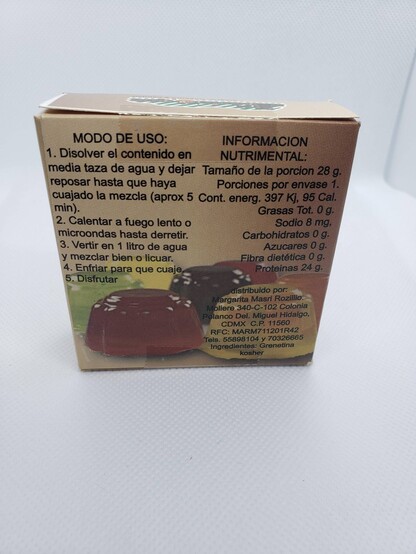 MODO DE USO:
1. Disolver el contenido en
media taza de agua y dejar
reposar hasta que haya
cuajado la mezcla (aprox 5
min).
2. Calentar a fuego lento o
microondas hasta derretir.
3. Vertir en 1 litro de agua
y mezclar bien o licuar.
4. Enfriar para que cuaje.
5. Disfrutar
INFORMACION
NUTRIMENTAL:
Tamaño de la porcion 28 g.
Porciones por envase 1.
Cont. energ. 397 Kj, 95 Cal.
Grasas Tot. 0 g.
Sodio 8 mg,
Carbohidratos 0 g.
Azucares 0 g.
Fibra dietética 0 g.
Proteinas 24 g.
distribuido por:
Margarita Masri Rozillio:
Moliere 340-C-102 Colonia
Polanco Del. Miguel Hidalgo,
CDMX C.P. 11560
RFC: MARM711201R42
Tels. 55898104 y 70326665
Ingredientes: Grenetina
kosher